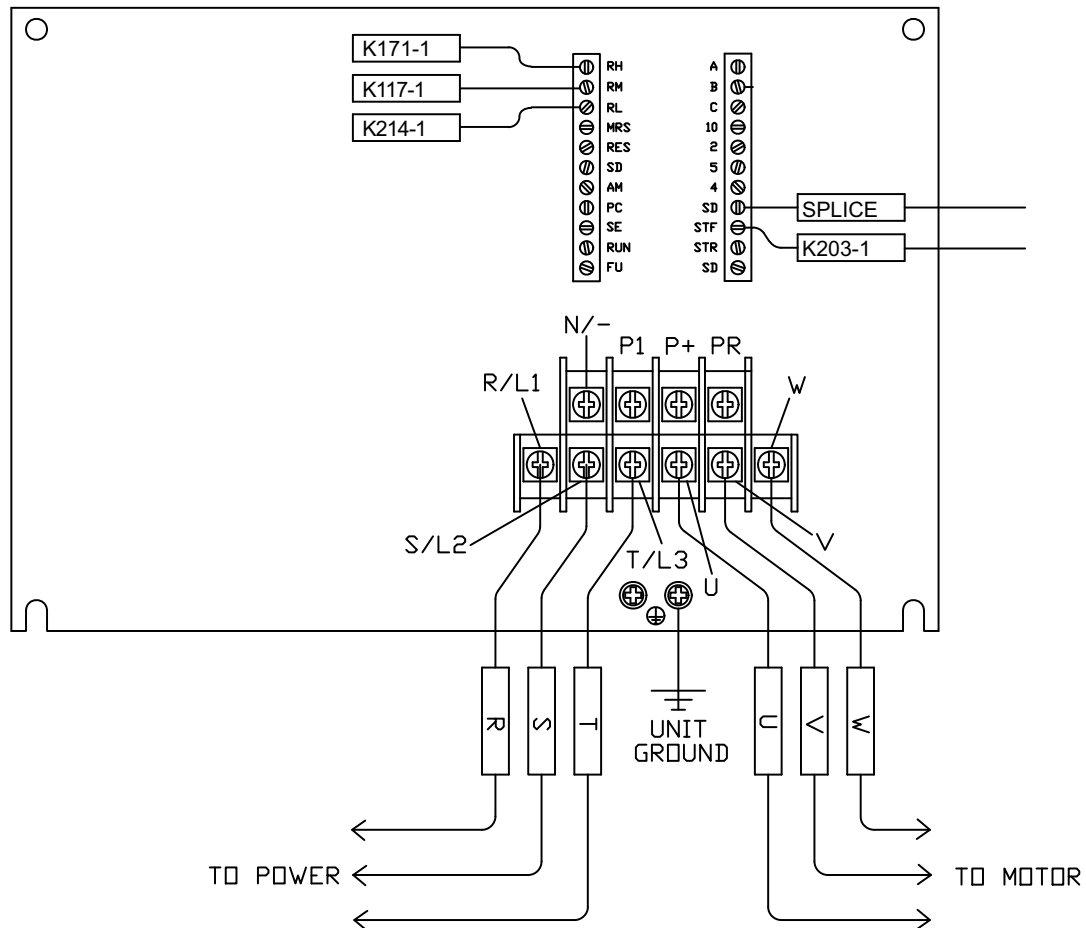 K171-1
K117-1
K214-1
RH
RM
RL
MRS
RES
SD
AM
PC
SE
RUN
FU
A
B
C
10
2
5
4
SD
STF
STR
SD
SPLICE
K203-1
N/-
P1 P+ PR
R/L1
W
S/L2
T/L3
U
V
R
S
T
UNIT
GROUND
U
V
W
TO POWER
TO MOTOR